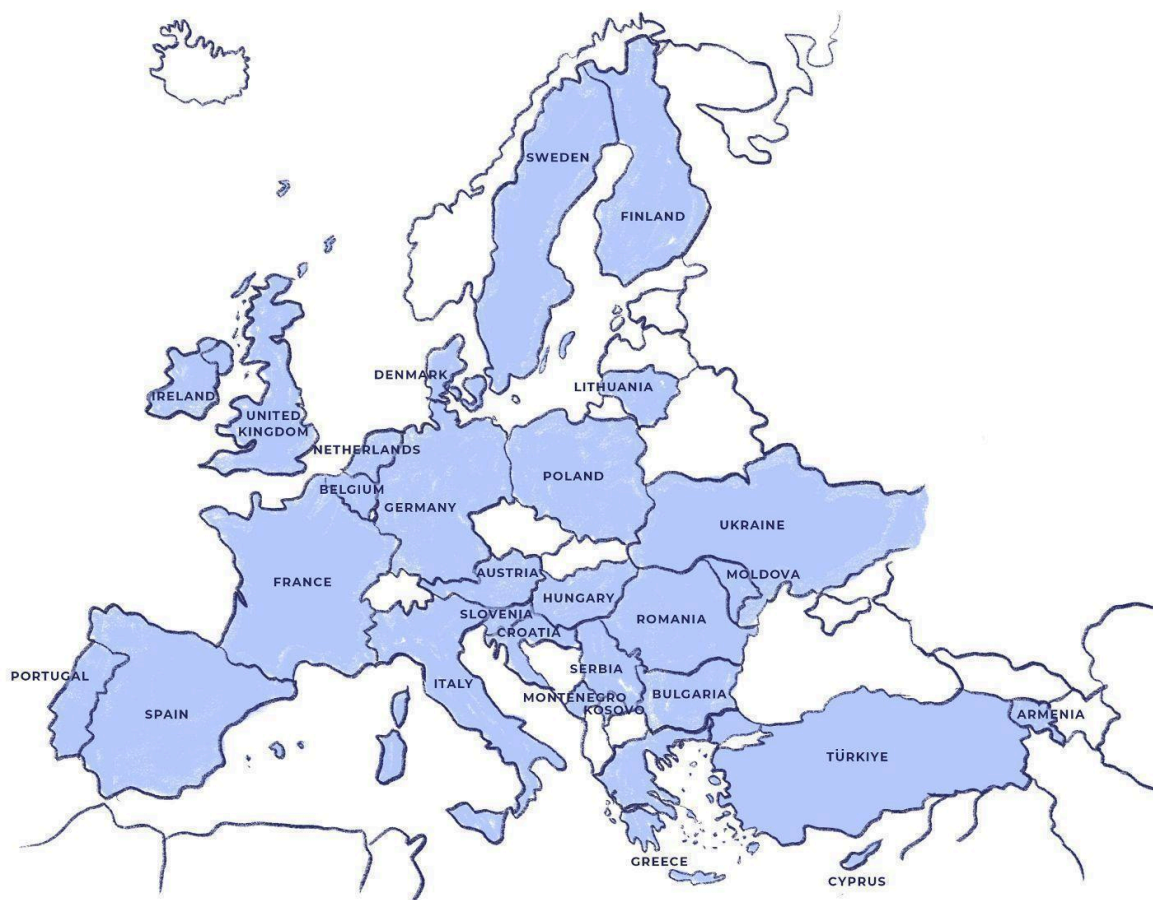 SWEDEN
FINLAND
DENMARK
LITHUANIA
IRELAND
UNITED
KINGDOM
NETHERLANDS
BELGIUM
GERMANY
POLAND
UKRAINE
FRANCE
AUSTRIA
MOLDOVA
HUNGARY
SLOVENIA
CROATIA
ROMANIA
PORTUGAL
SPAIN
ITALY
SERBIA
MONTENEGRO
KOSOVO
BULGARIA
ARMENIA
TÜRKIYE
GREECE
CYPRUS